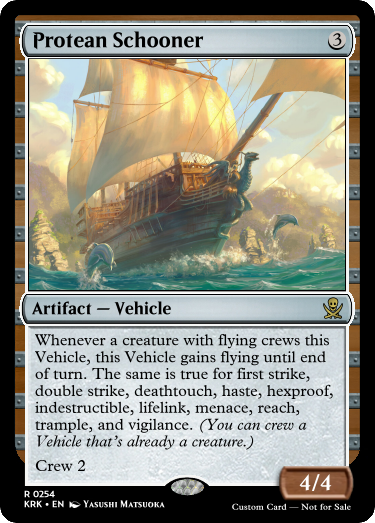 Protean Schooner 3
Artifact — Vehicle
Whenever a creature with flying crews this
Vehicle, this Vehicle gains flying until end
of turn. The same is true for first strike,
double strike, deathtouch, haste, hexproof,
indestructible, lifelink, menace, reach,
trample, and vigilance. (You can crew a
Vehicle that's already a creature.)
Crew 2
4/4
R 0254
KRK • EN Yasushi Matsuoka
Custom Card — Not for Sale